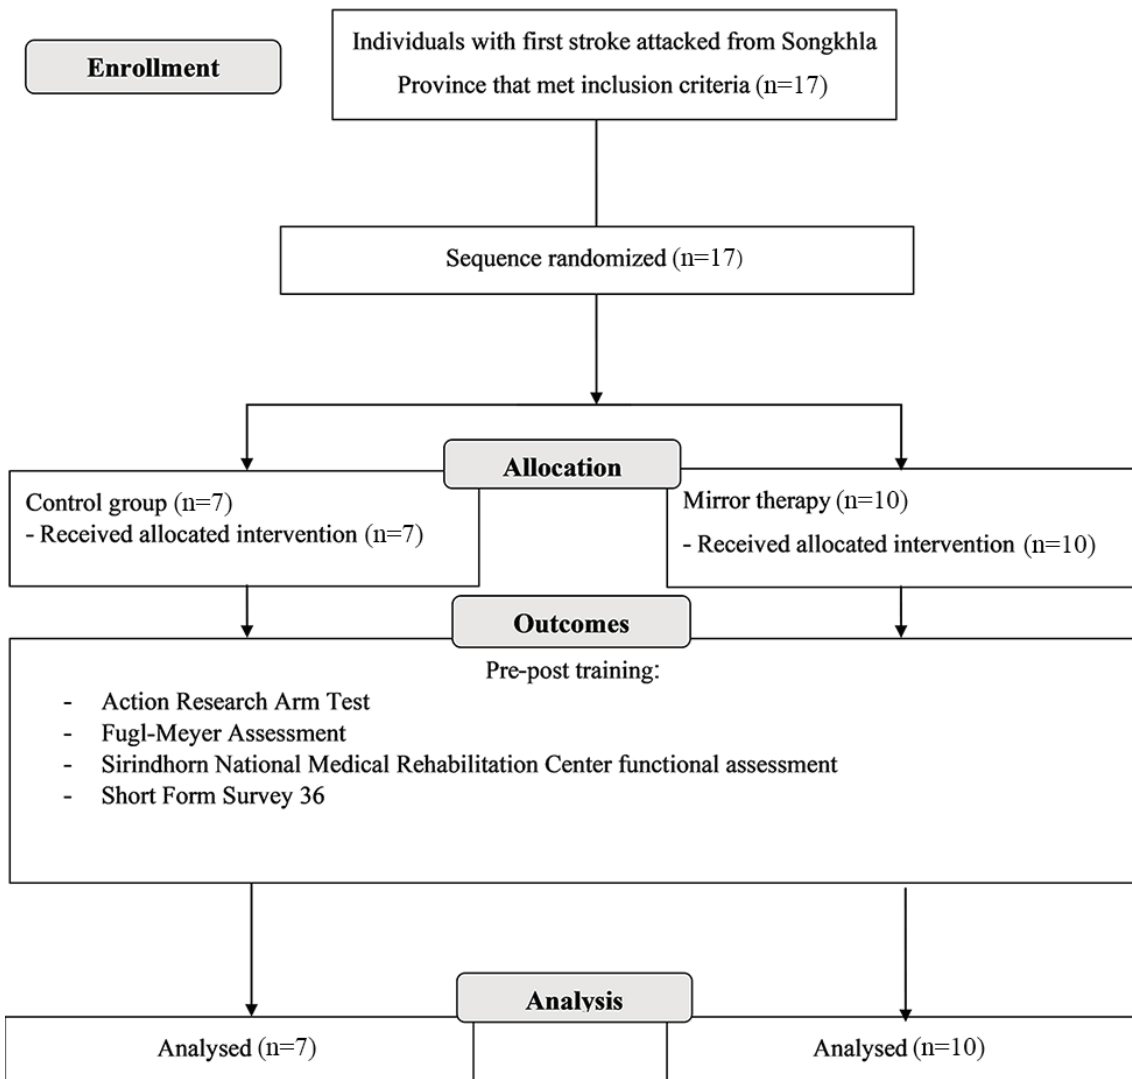 Enrollment
Individuals with first stroke attacked from Songkhla
Province that met inclusion criteria (n=17)
Sequence randomized (n=17)
Allocation
Control group (n=7)
- Received allocated intervention (n=7)
Mirror therapy (n=10)
- Received allocated intervention (n=10)
Outcomes
Pre-post training:
- Action Research Arm Test
- Fugl-Meyer Assessment
- Sirindhorn National Medical Rehabilitation Center functional assessment
- Short Form Survey 36
Analysis
Analysed (n=7)
Analysed (n=10)